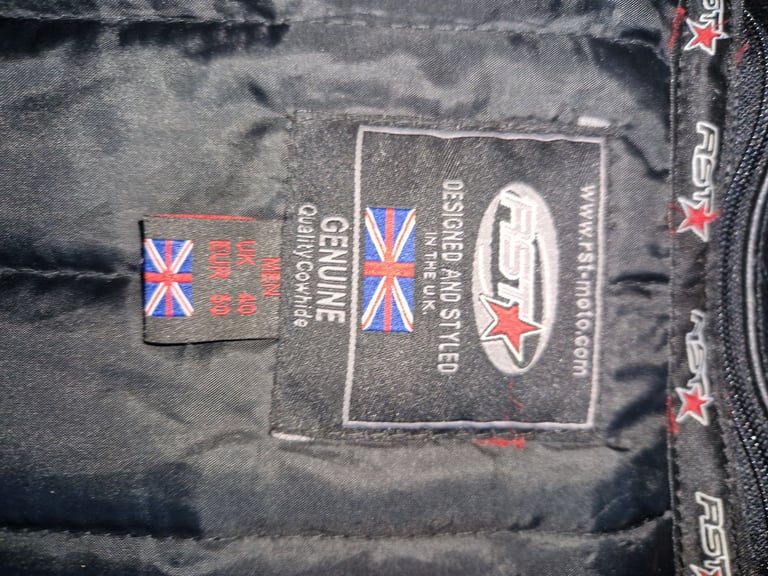 www.rst-moto.com
RST
DESIGNED AND STYLED
IN THE U.K.
GENUINE
Quality Cowhide
MEN
UK 40
EUR 50
RST
RST
RST
RST